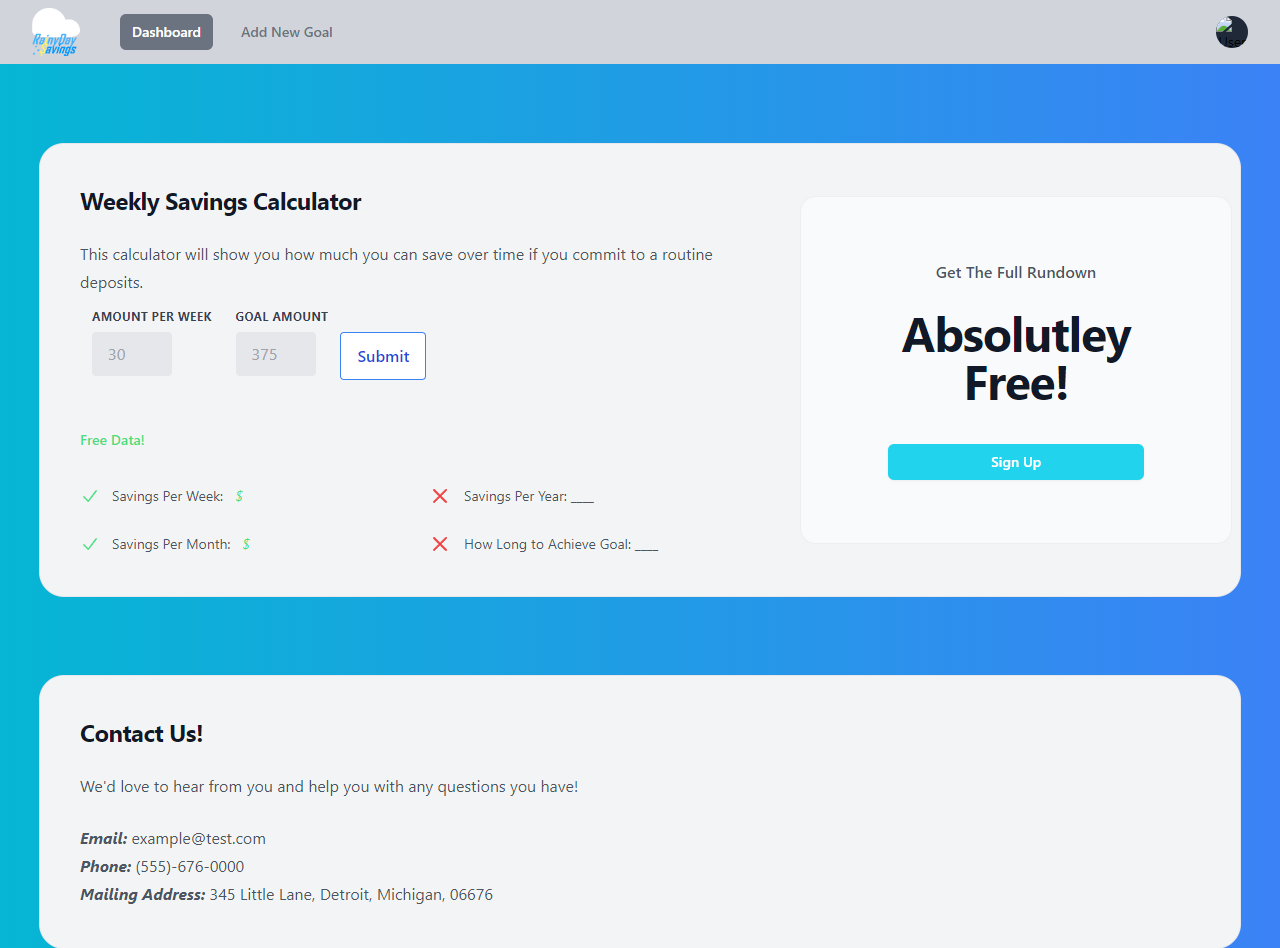 RainyDay
Savings
Dashboard
Add New Goal
User
Weekly Savings Calculator
This calculator will show you how much you can save over time if you commit to a routine
deposits.
AMOUNT PER WEEK
GOAL AMOUNT
30
375
Submit
Free Data!
Savings Per Week: $
Savings Per Year: ____
Savings Per Month: $
How Long to Achieve Goal: ____
Get The Full Rundown
Absolutley
Free!
Sign Up
Contact Us!
We'd love to hear from you and help you with any questions you have!
Email: example@test.com
Phone: (555)-676-0000
Mailing Address: 345 Little Lane, Detroit, Michigan, 06676